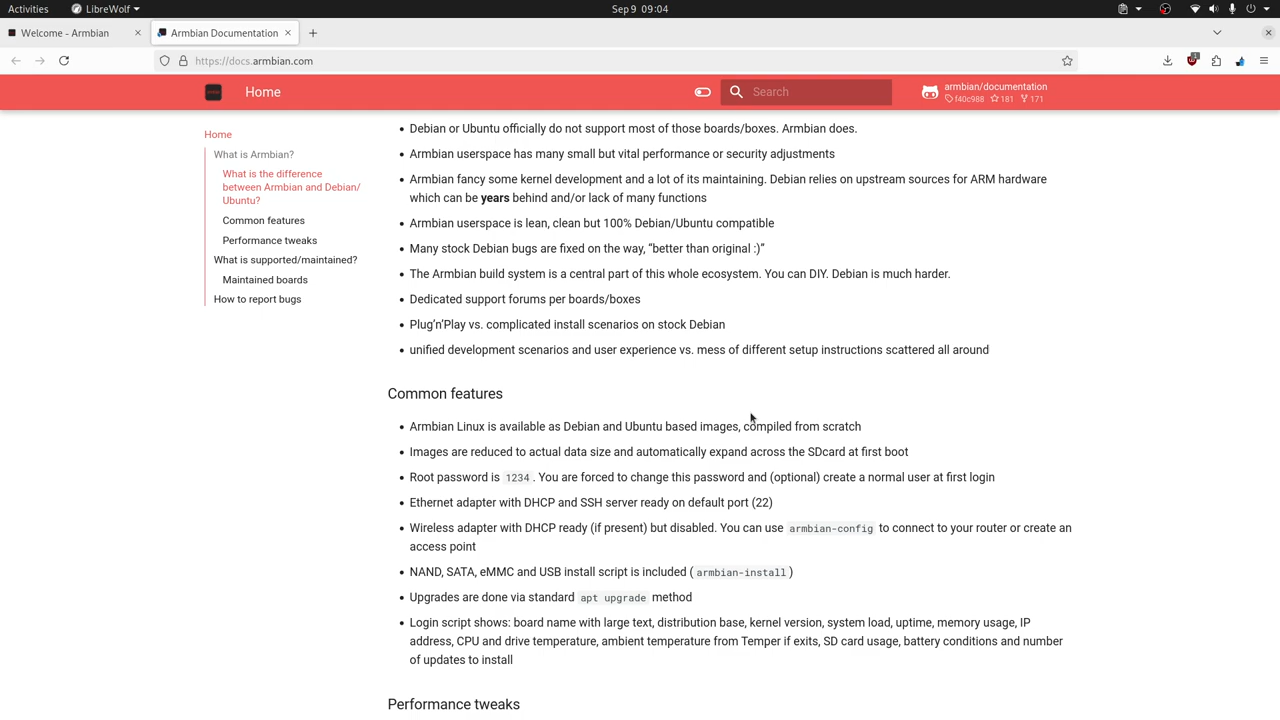 Activities LibreWolf Sep 9 09:04
Welcome - Armbian Armbian Documentation
https://docs.armbian.com 1
Home Search armbian/documentation
f40c988 181 171
Home
What is Armbian?
What is the difference
between Armbian and Debian/
Ubuntu?
Common features
Performance tweaks
What is supported/maintained?
Maintained boards
How to report bugs
Debian or Ubuntu officially do not support most of those boards/boxes. Armbian does.
Armbian userspace has many small but vital performance or security adjustments
Armbian fancy some kernel development and a lot of its maintaining. Debian relies on upstream sources for ARM hardware
which can be years behind and/or lack of many functions
Armbian userspace is lean, clean but 100% Debian/Ubuntu compatible
Many stock Debian bugs are fixed on the way, “better than original :)”
The Armbian build system is a central part of this whole ecosystem. You can DIY. Debian is much harder.
Dedicated support forums per boards/boxes
Plug’n’Play vs. complicated install scenarios on stock Debian
unified development scenarios and user experience vs. mess of different setup instructions scattered all around
Common features
Armbian Linux is available as Debian and Ubuntu based images, compiled from scratch
Images are reduced to actual data size and automatically expand across the SDcard at first boot
Root password is 1234 . You are forced to change this password and (optional) create a normal user at first login
Ethernet adapter with DHCP and SSH server ready on default port (22)
Wireless adapter with DHCP ready (if present) but disabled. You can use armbian-config to connect to your router or create an
access point
NAND, SATA, eMMC and USB install script is included ( armbian-install )
Upgrades are done via standard apt upgrade method
Login script shows: board name with large text, distribution base, kernel version, system load, uptime, memory usage, IP
address, CPU and drive temperature, ambient temperature from Temper if exits, SD card usage, battery conditions and number
of updates to install
Performance tweaks